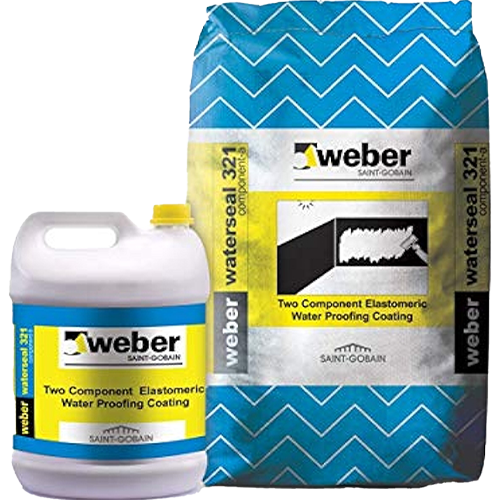 weber
SAINT-GOBAIN
Two Component Elastomeric
Water Proofing Coating
SAINT-GOBAIN
weber waterseal 321
component-a
weber waterseal 321
component-a
weber
SAINT-GOBAIN
Two Component Elastomeric
Water Proofing Coating
SAINT-GOBAIN
weber waterseal 321